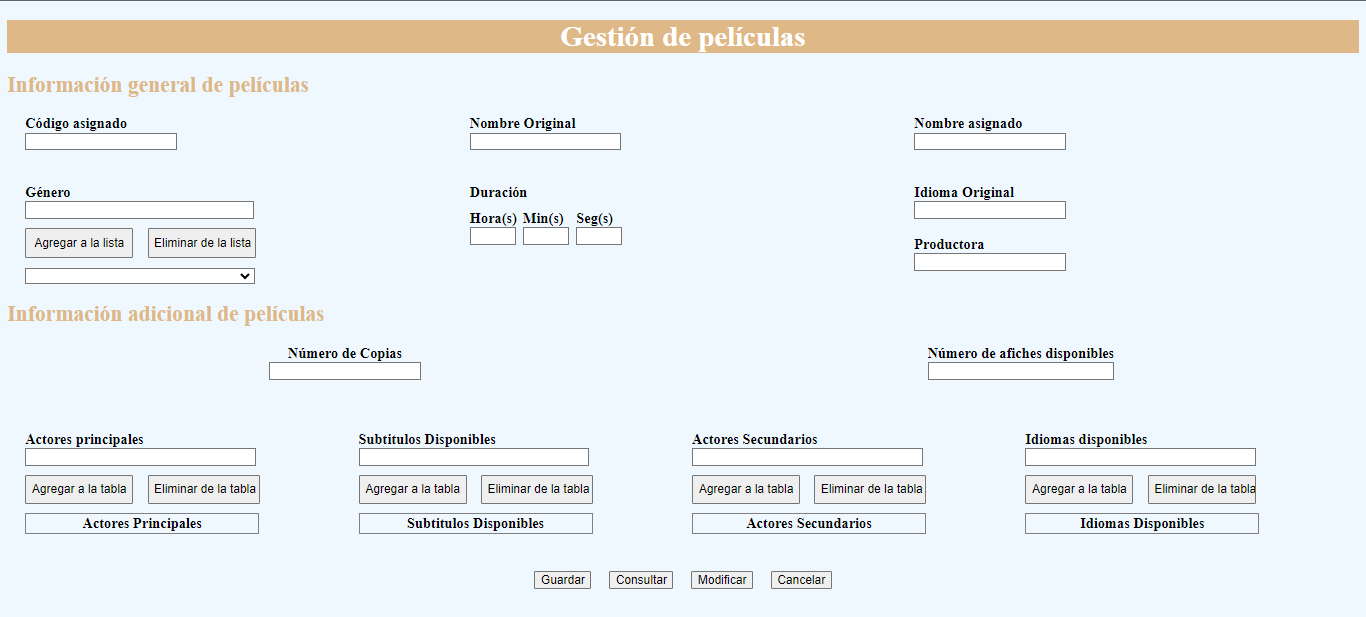 Gestión de películas
Información general de películas
Código asignado
Nombre Original
Nombre asignado
Género
Duración
Idioma Original
Hora(s) Min(s) Seg(s)
Agregar a la lista
Eliminar de la lista
Productora
Información adicional de películas
Número de Copias
Número de afiches disponibles
Actores principales
Subtitulos Disponibles
Actores Secundarios
Idiomas disponibles
Agregar a la tabla
Eliminar de la tabla
Agregar a la tabla
Eliminar de la tabla
Agregar a la tabla
Eliminar de la tabla
Agregar a la tabla
Eliminar de la tabla
Actores Principales
Subtitulos Disponibles
Actores Secundarios
Idiomas Disponibles
Guardar
Consultar
Modificar
Cancelar